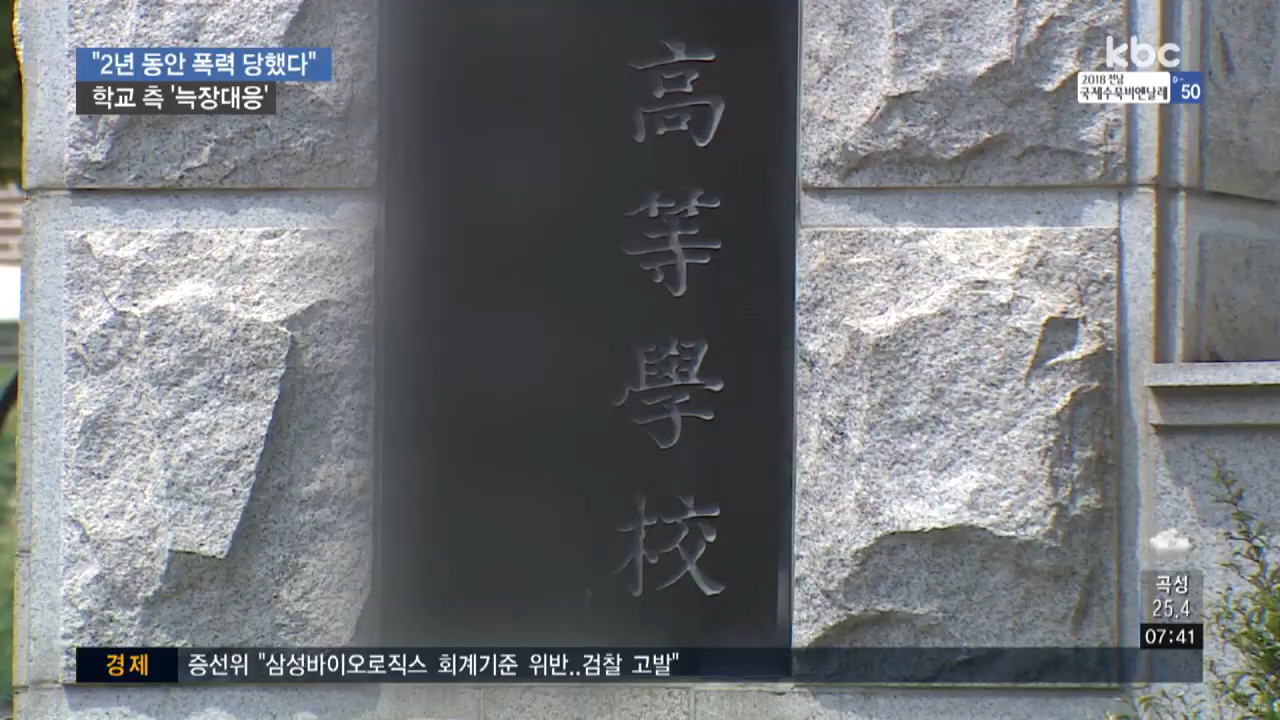 "2년 동안 폭력 당했다"
학교 측 '늑장대응'
kbc
2018 전남
국제수묵비엔날레
D-50
高等學校
곡성
25.4
07:41
경제 증선위 "삼성바이오로직스 회계기준 위반..검찰 고발"